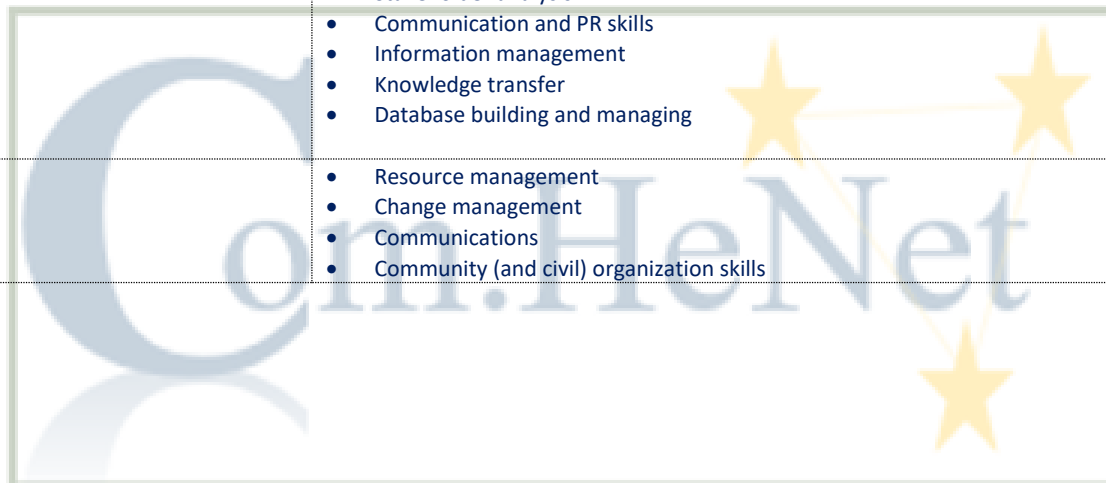 • Communication and PR skills
• Information management
• Knowledge transfer
• Database building and managing
• Resource management
• Change management
• Communications
• Community (and civil) organization skills
Com.HeNet